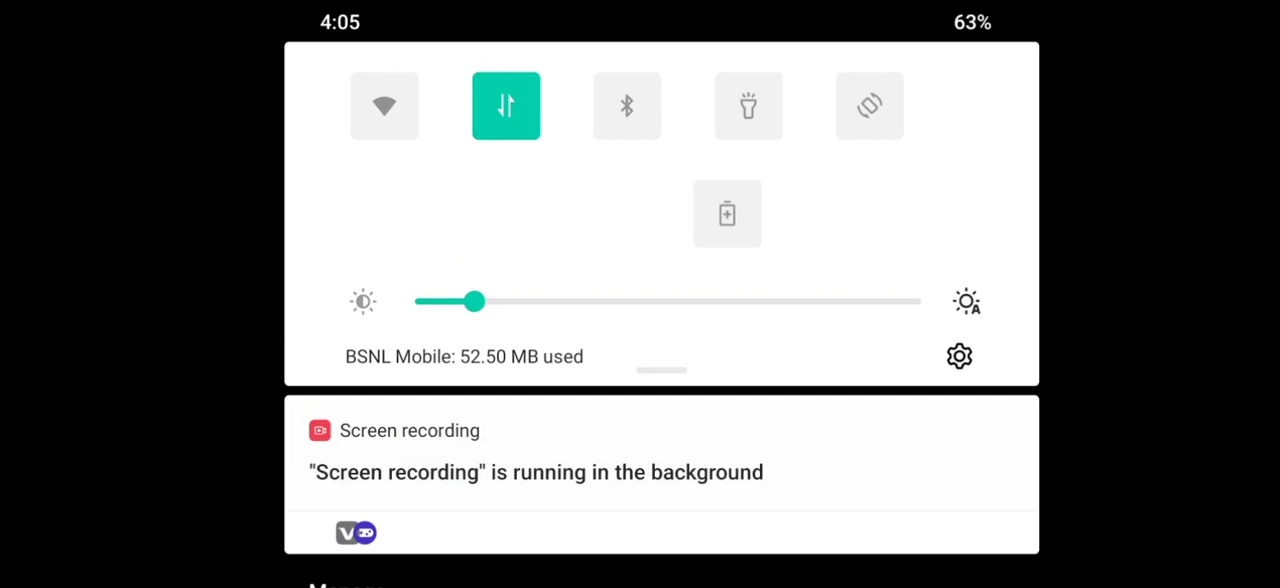 4:05
63%
BSNL Mobile: 52.50 MB used
Screen recording
"Screen recording" is running in the background